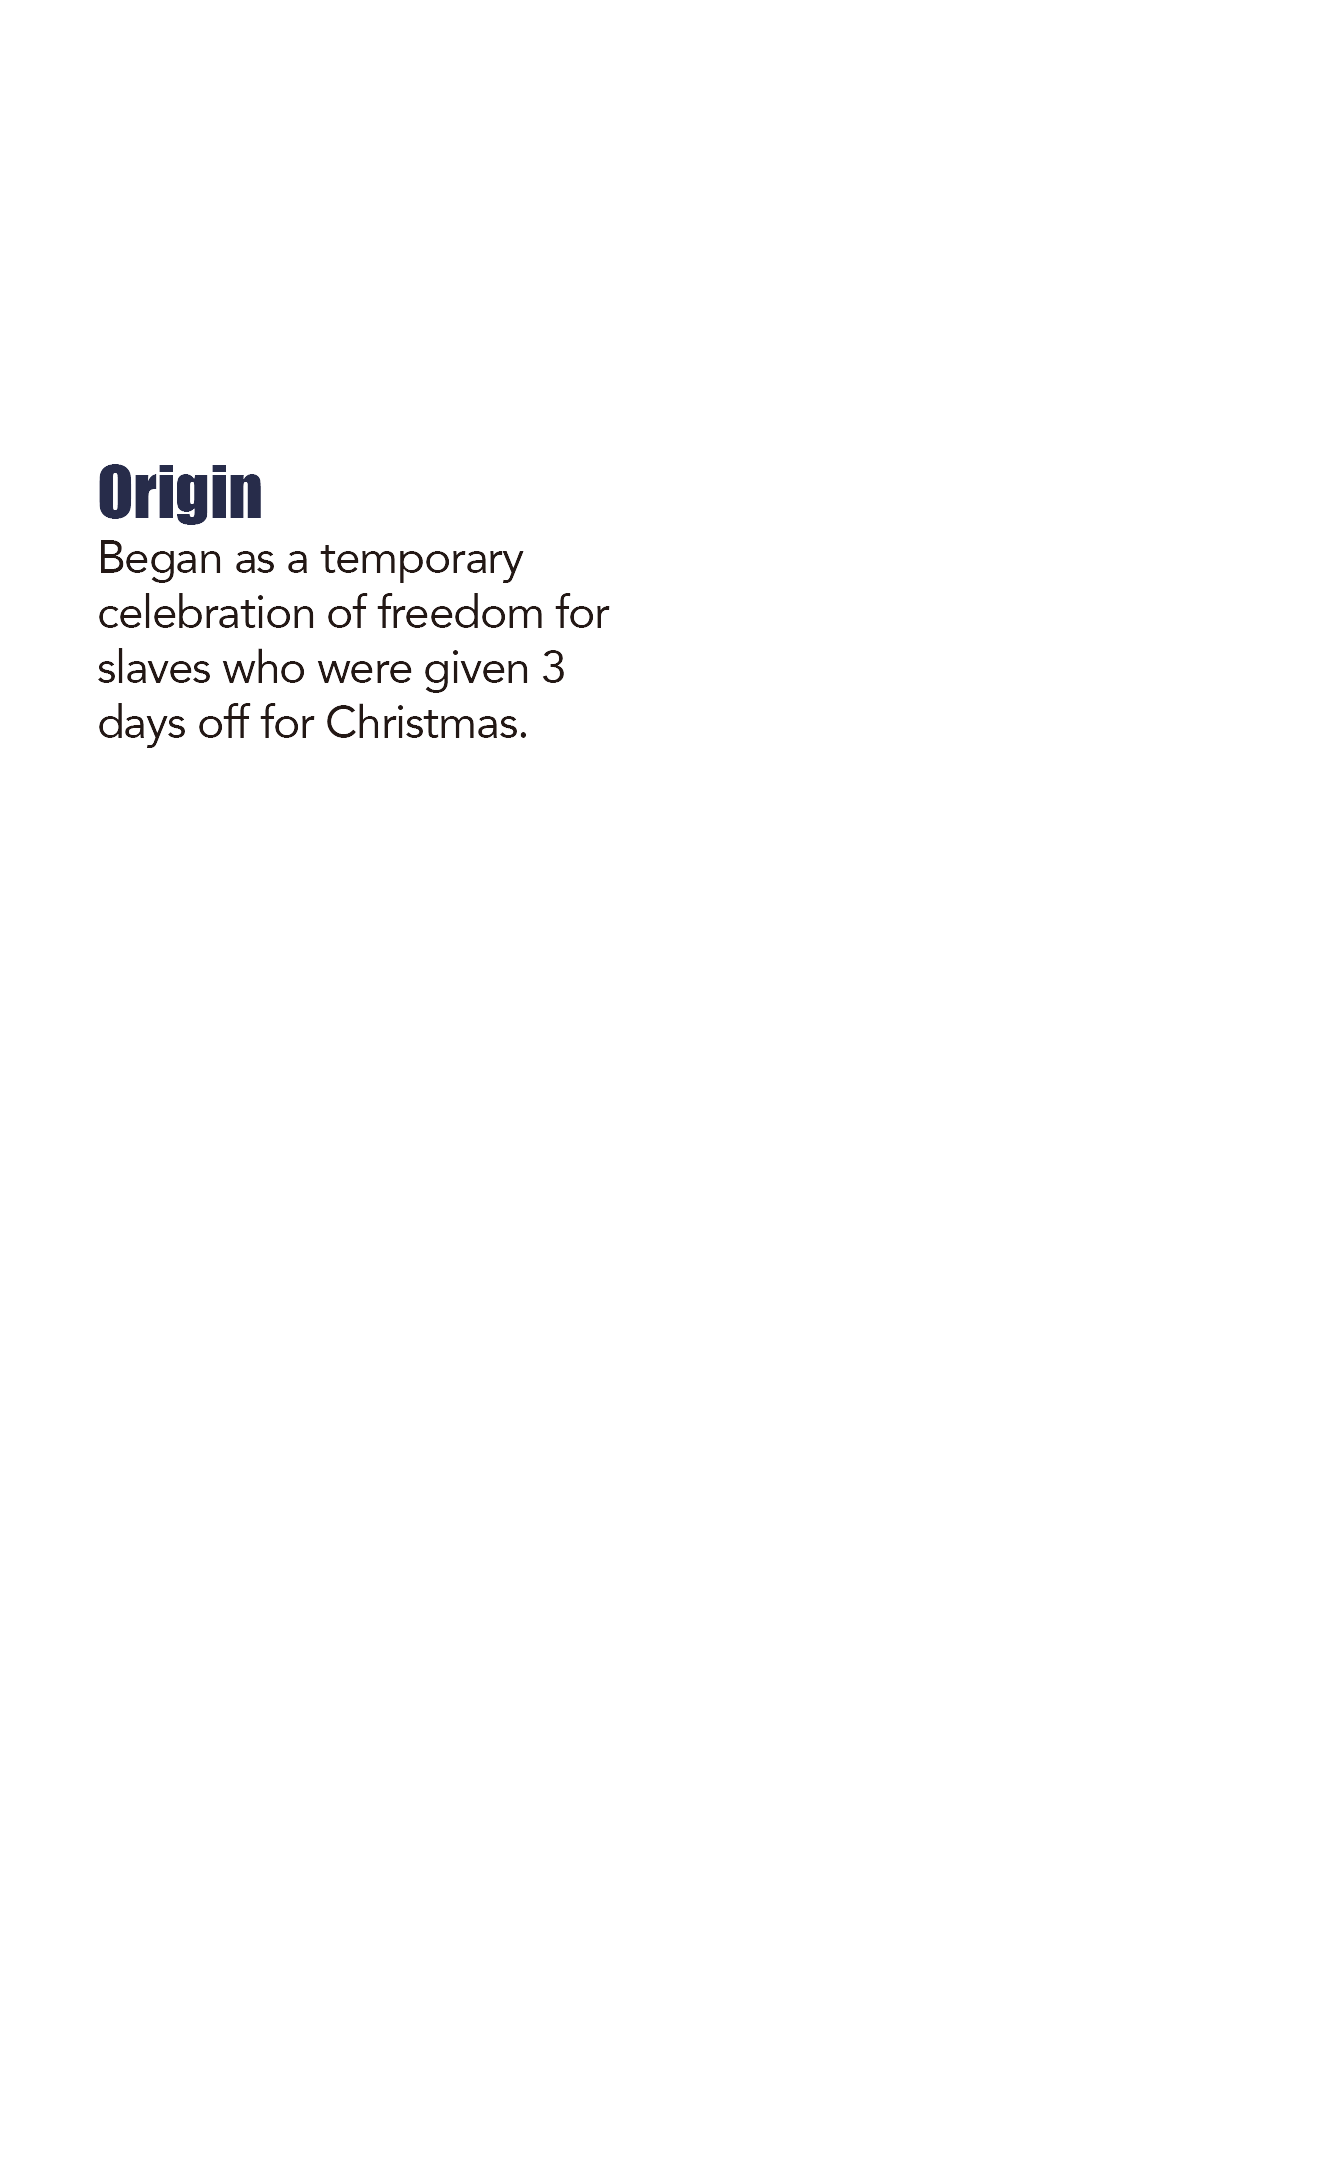 Origin
Began as a temporary
celebration of freedom for
slaves who were given 3
days off for Christmas.